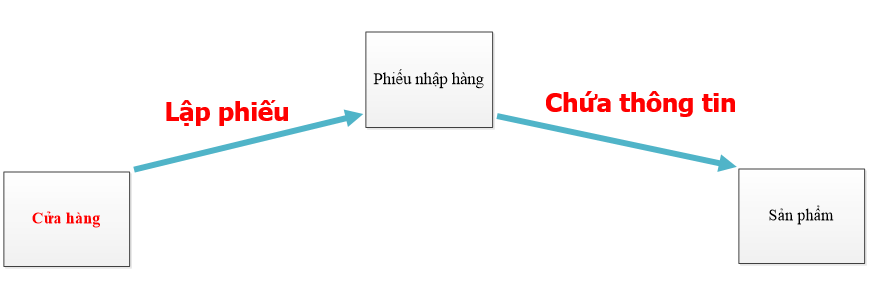 Phiếu nhập hàng
Lập phiếu
Chứa thông tin
Cửa hàng
Sản phẩm